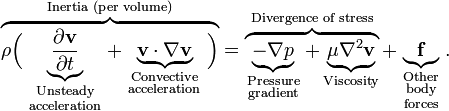 Inertia (per volume)
Divergence of stress
ρ( ∂v/∂t + v · ∇v ) = −∇p + μ∇²v + f .
Unsteady
acceleration
Convective
acceleration
Pressure
gradient
Viscosity
Other
body
forces